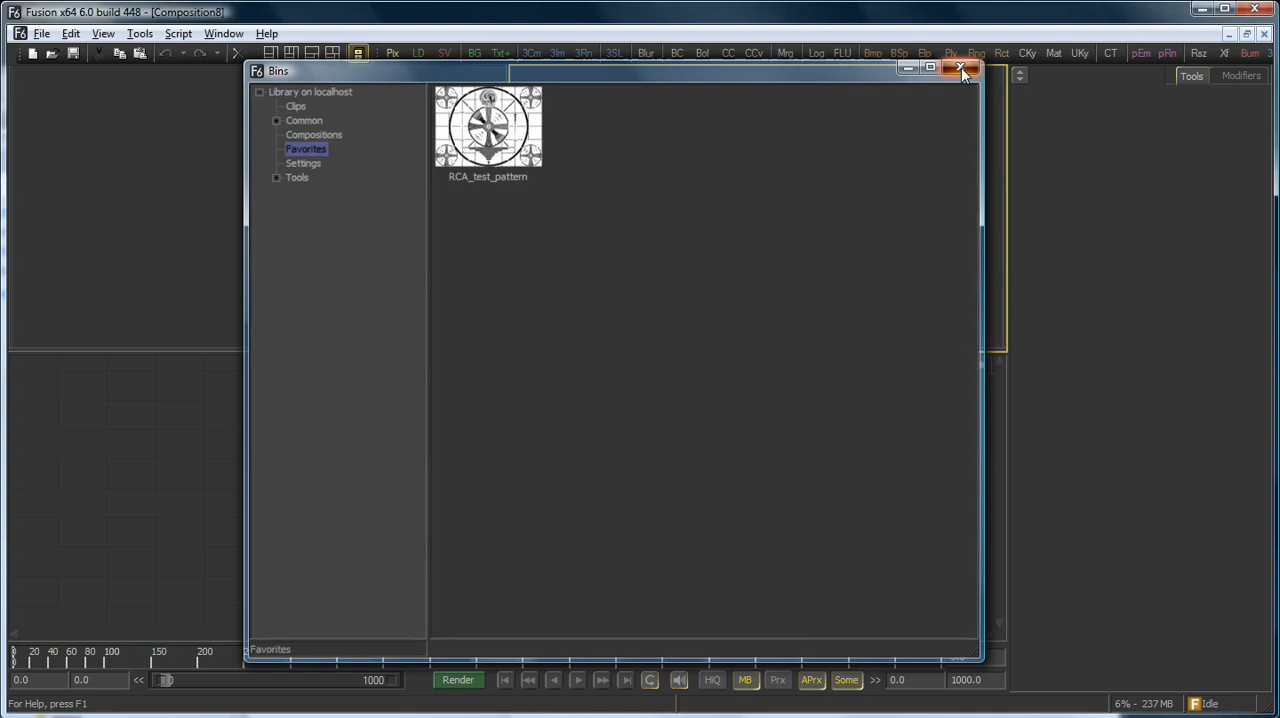 Fusion x64 6.0 build 448 - [Composition8]
File Edit View Tools Script Window Help
Pix LD SV BG Txt+ 3Cm 3Im 3Rn 3SL Blur BC Bol CC CCv Mrg Log FLU Bmp BSp Elp Ply Rng Rct CKy Mat UKy CT pEm pRn Rsz Xf Bum
Bins
Tools Modifiers
Library on localhost
Clips
Common
Compositions
Favorites
Settings
Tools
RCA_test_pattern
Favorites
0 20 40 60 80 100 150 200
0.0 0.0 << 1000 Render HiQ MB Prx APrx Some >> 0.0 1000.0
For Help, press F1 6% - 237 MB Idle